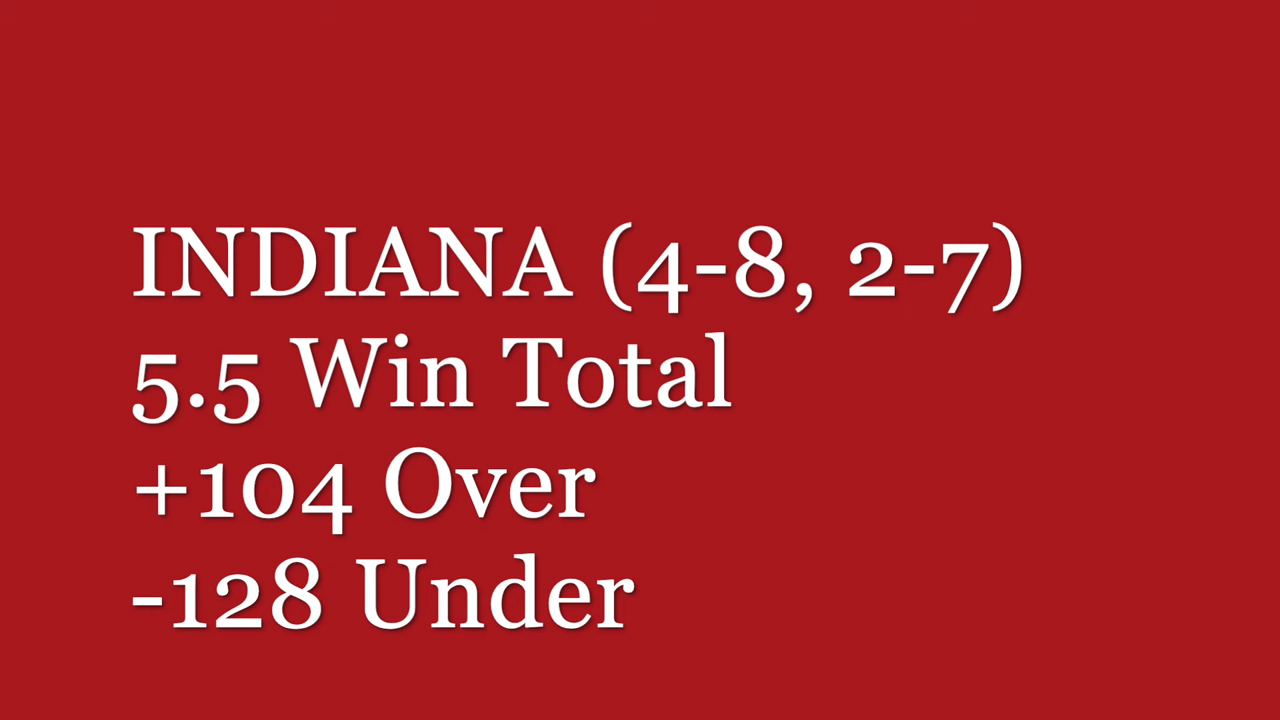 INDIANA (4-8, 2-7)
5.5 Win Total
+104 Over
-128 Under